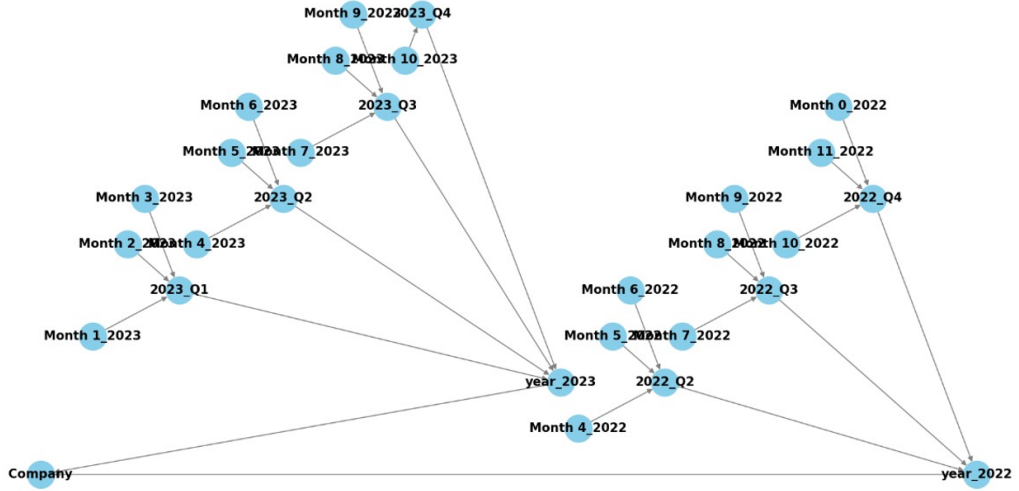 Month 9_2023
2023_Q4
Month 8_2023
Month 10_2023
Month 6_2023
2023_Q3
Month 0_2022
Month 5_2023
Month 7_2023
Month 11_2022
Month 3_2023
2023_Q2
Month 9_2022
2022_Q4
Month 2_2023
Month 4_2023
Month 8_2022
Month 10_2022
2023_Q1
Month 6_2022
2022_Q3
Month 1_2023
Month 5_2022
Month 7_2022
year_2023
2022_Q2
Month 4_2022
Company
year_2022